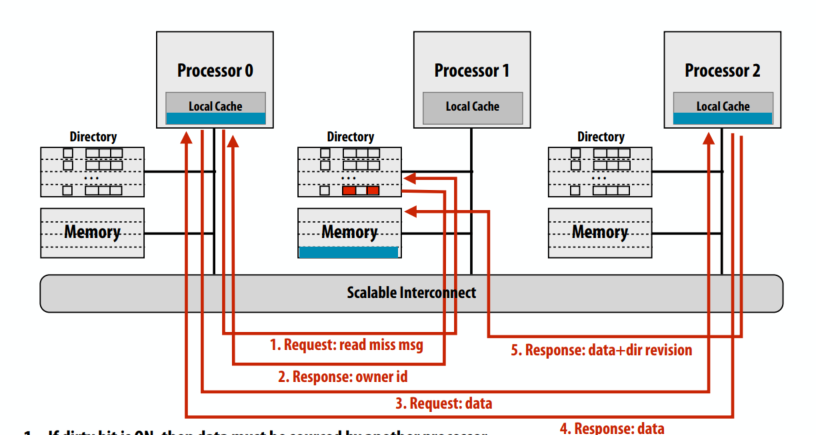 Processor 0
Processor 1
Processor 2
Local Cache
Local Cache
Local Cache
Directory
Directory
Directory
...
...
...
Memory
Memory
Memory
Scalable Interconnect
1. Request: read miss msg
5. Response: data+dir revision
2. Response: owner id
3. Request: data
4. Response: data
1. If dirty bit is ON, then data must be sourced by another processor